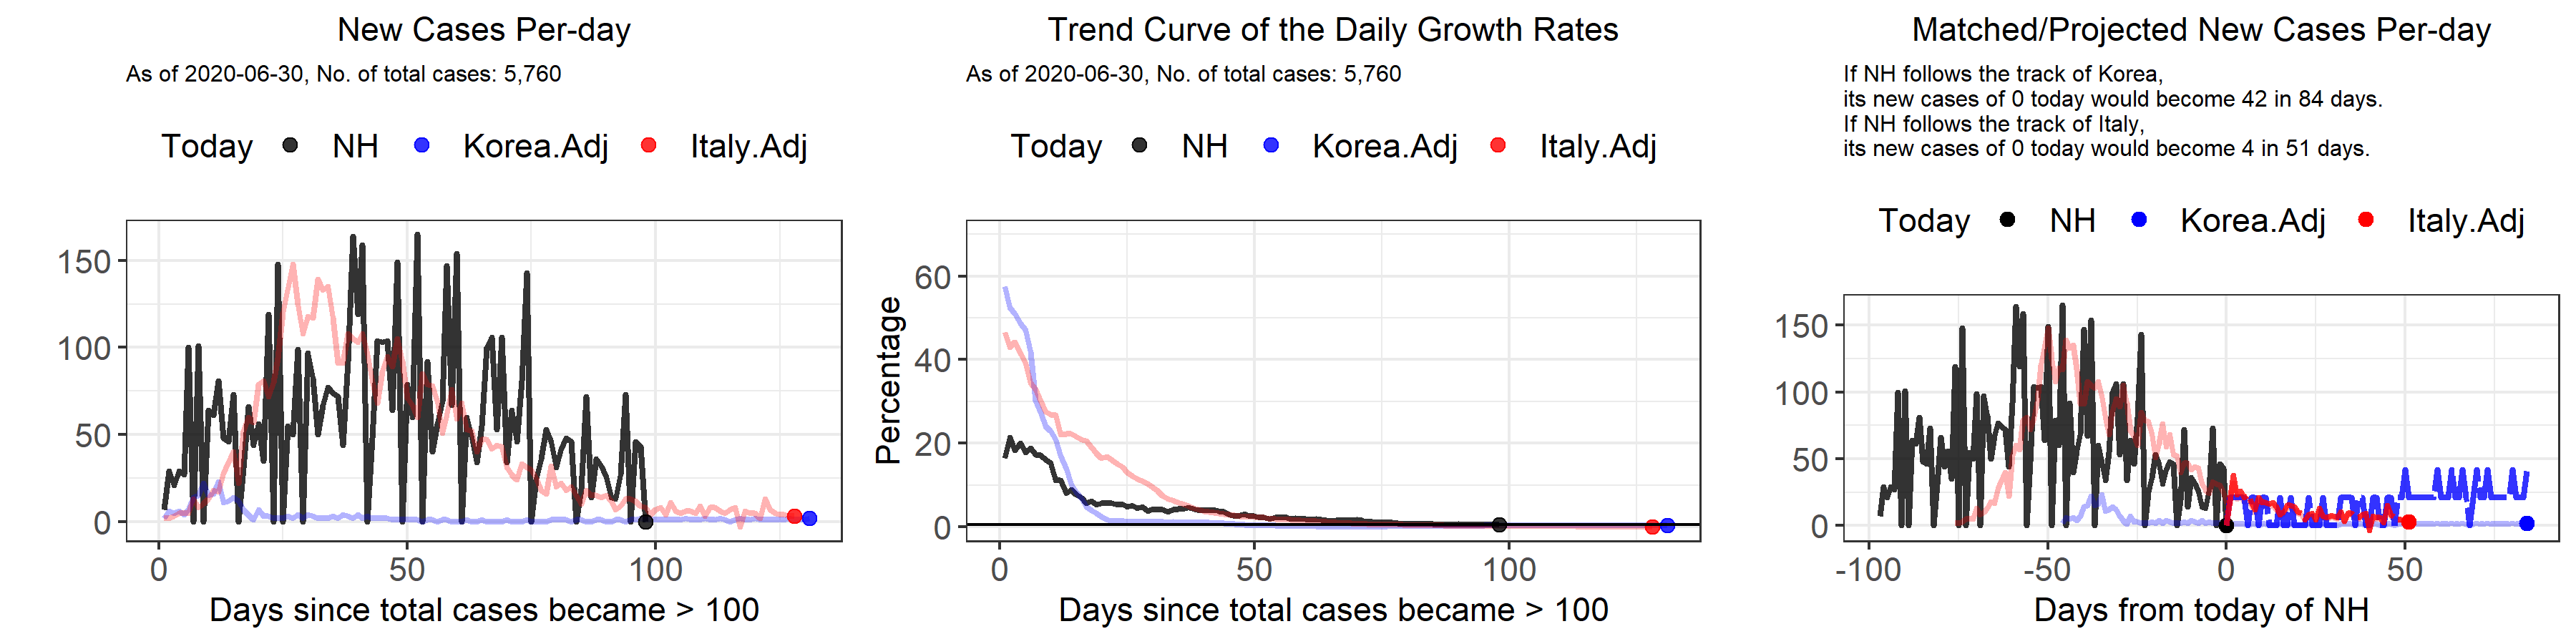 New Cases Per-day
As of 2020-06-30, No. of total cases: 5,760
Today NH Korea.Adj Italy.Adj
150
100
50
0
0 50 100
Days since total cases became > 100
Trend Curve of the Daily Growth Rates
As of 2020-06-30, No. of total cases: 5,760
Today NH Korea.Adj Italy.Adj
Percentage
60
40
20
0
0 50 100
Days since total cases became > 100
Matched/Projected New Cases Per-day
If NH follows the track of Korea,
its new cases of 0 today would become 42 in 84 days.
If NH follows the track of Italy,
its new cases of 0 today would become 4 in 51 days.
Today NH Korea.Adj Italy.Adj
150
100
50
0
-100 -50 0 50
Days from today of NH